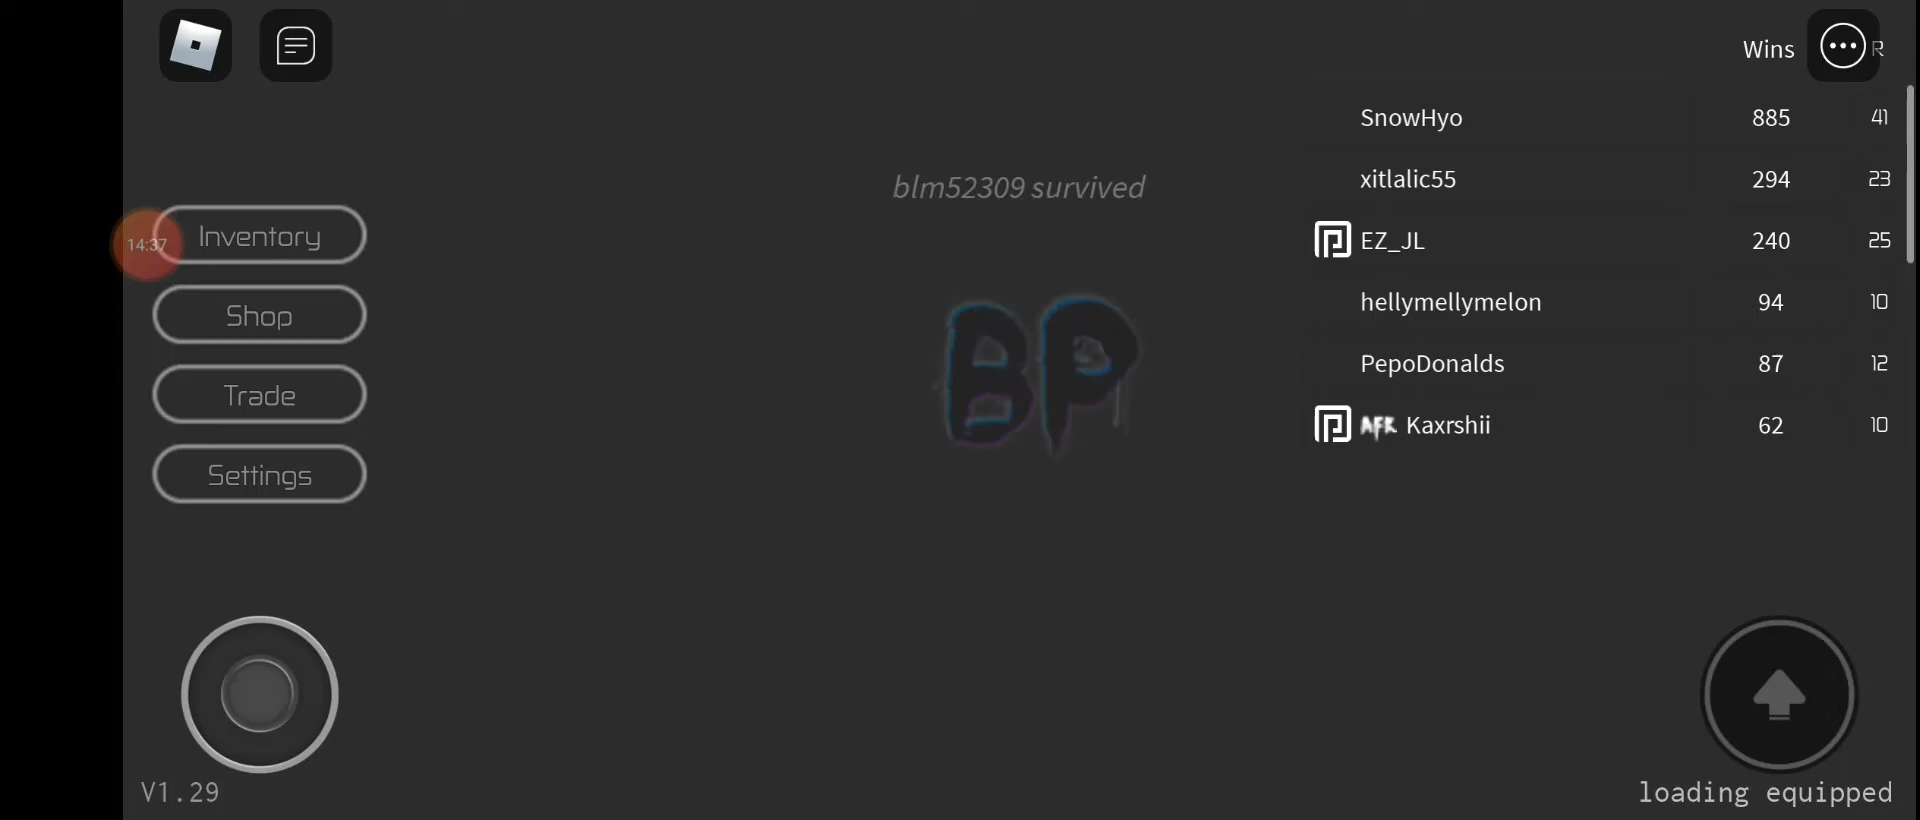 Wins R
SnowHyo 885 41
xitlalic55 294 23
blm52309 survived
Inventory
14:37
EZ_JL 240 25
hellymellymelon 94 10
Shop
BP
PepoDonalds 87 12
Trade
AFK Kaxrshii 62 10
Settings
V1.29
loading equipped